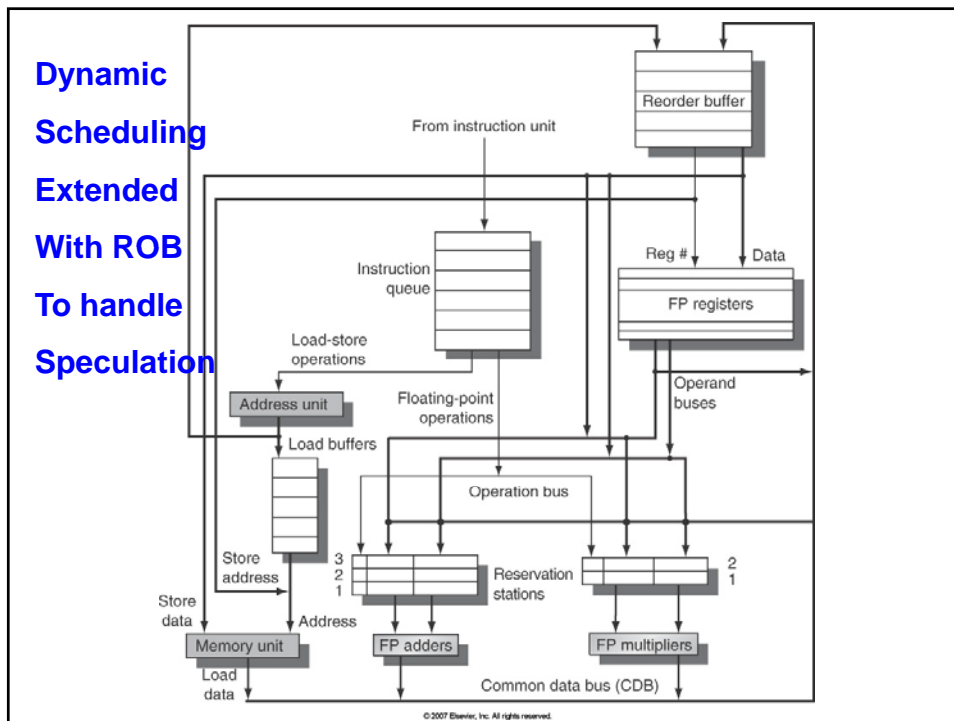 Dynamic
Scheduling
Extended
With ROB
To handle
Speculation
Reorder buffer
From instruction unit
Reg #
Data
Instruction
queue
FP registers
Load-store
operations
Operand
buses
Address unit
Floating-point
operations
Load buffers
Operation bus
3
2
1
Reservation
stations
2
1
Store
address
Store
data
Address
Memory unit
FP adders
FP multipliers
Load
data
Common data bus (CDB)
© 2007 Elsevier, Inc. All rights reserved.